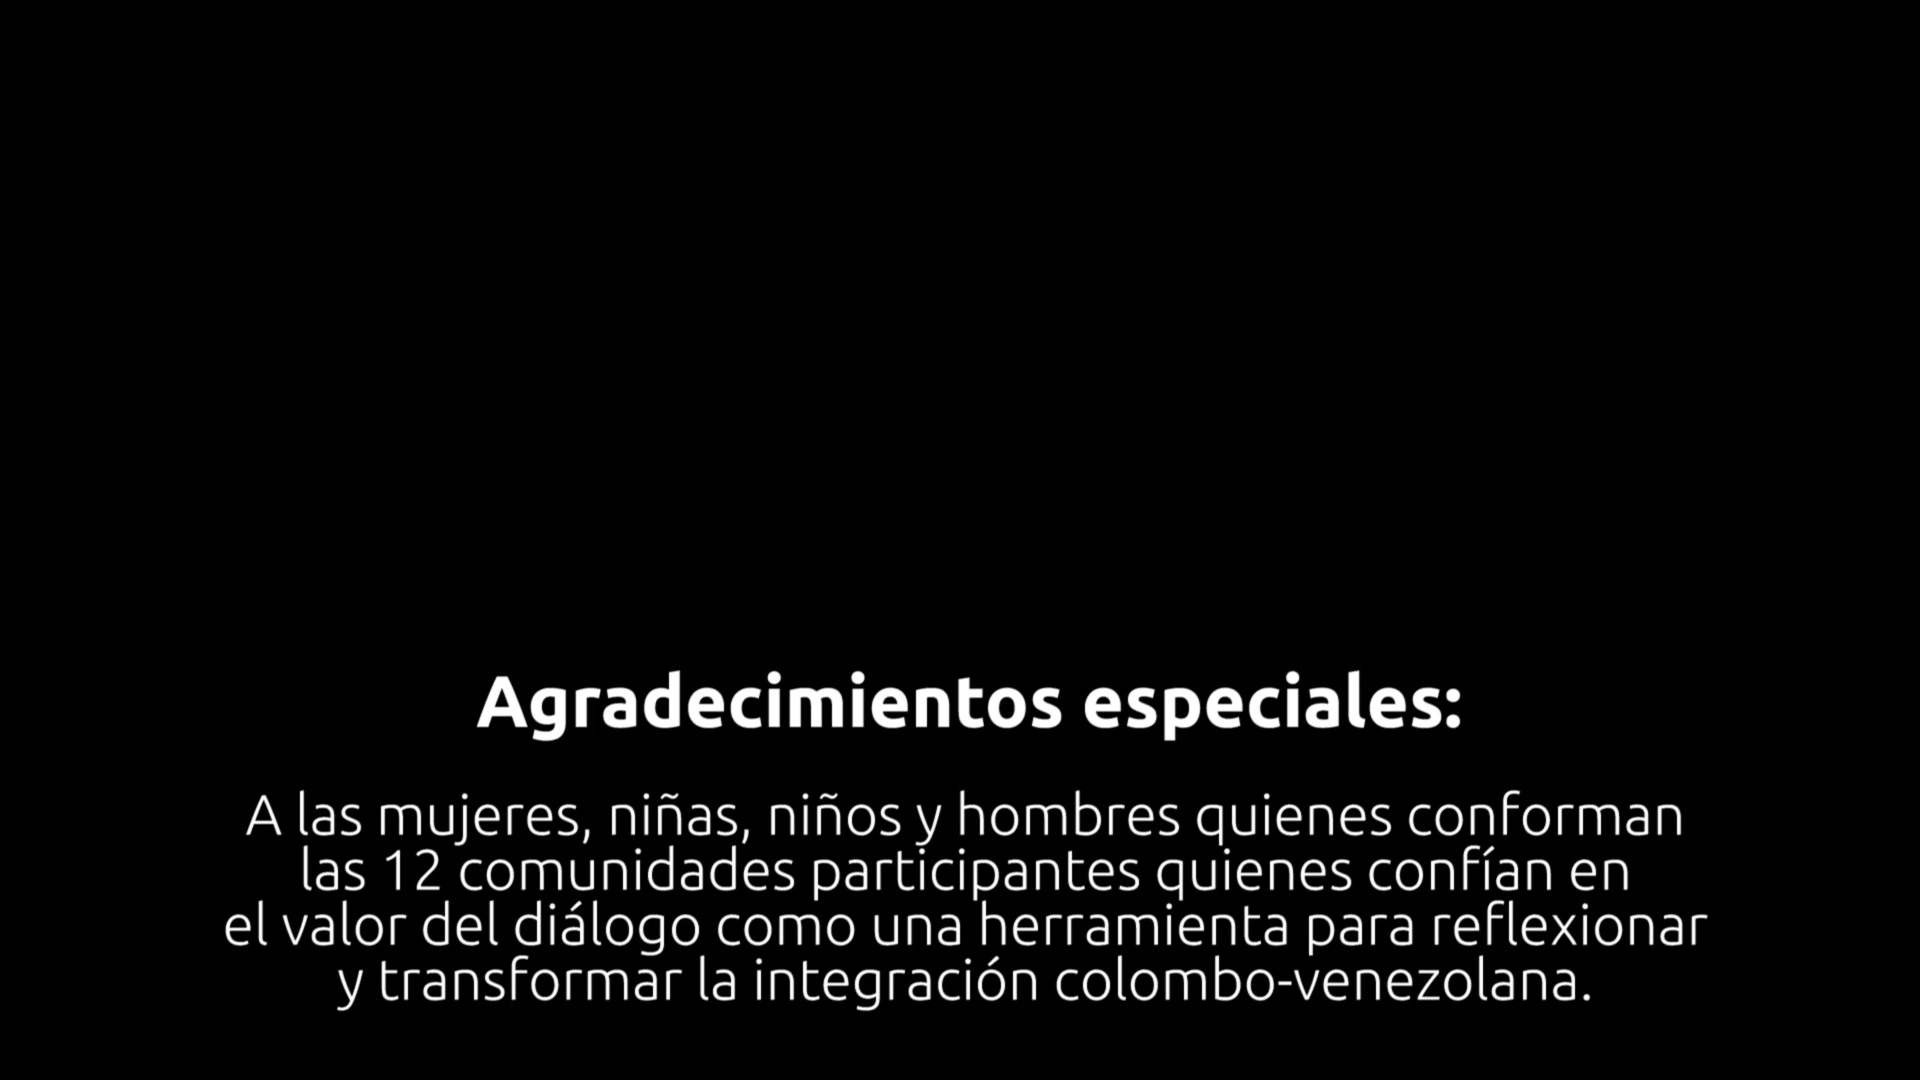 Agradecimientos especiales:
A las mujeres, niñas, niños y hombres quienes conforman
las 12 comunidades participantes quienes confían en
el valor del diálogo como una herramienta para reflexionar
y transformar la integración colombo-venezolana.